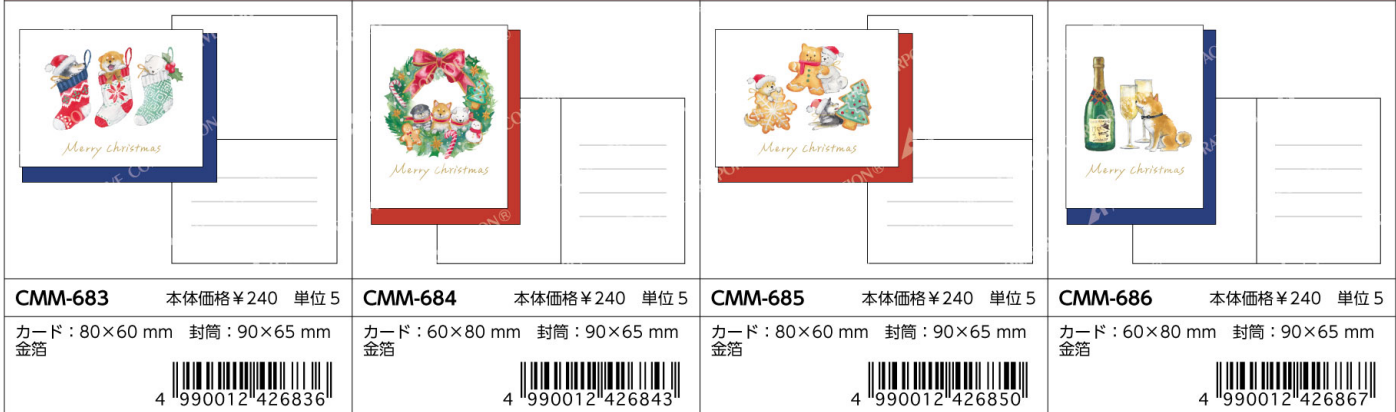 Merry Christmas
CMM-683 本体価格¥240 単位5
カード：80×60 mm 封筒：90×65 mm
金箔
4 990012 426836
Merry Christmas
CMM-684 本体価格¥240 単位5
カード：60×80 mm 封筒：90×65 mm
金箔
4 990012 426843
Merry Christmas
CMM-685 本体価格¥240 単位5
カード：80×60 mm 封筒：90×65 mm
金箔
4 990012 426850
Merry Christmas
CMM-686 本体価格¥240 単位5
カード：60×80 mm 封筒：90×65 mm
金箔
4 990012 426867